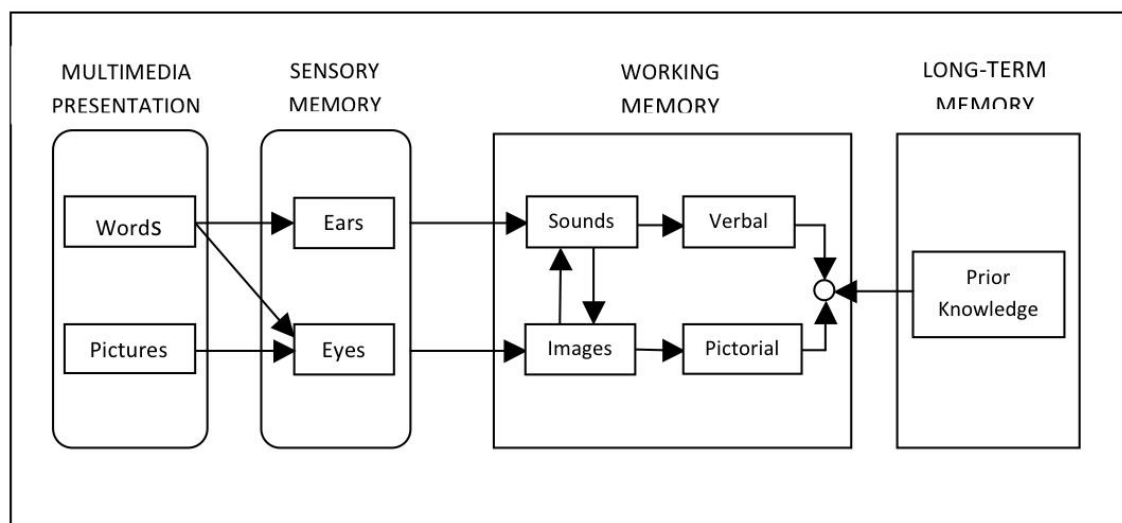 MULTIMEDIA
PRESENTATION
SENSORY
MEMORY
WORKING
MEMORY
LONG-TERM
MEMORY
Words
Ears
Sounds
Verbal
Prior
Knowledge
Pictures
Eyes
Images
Pictorial